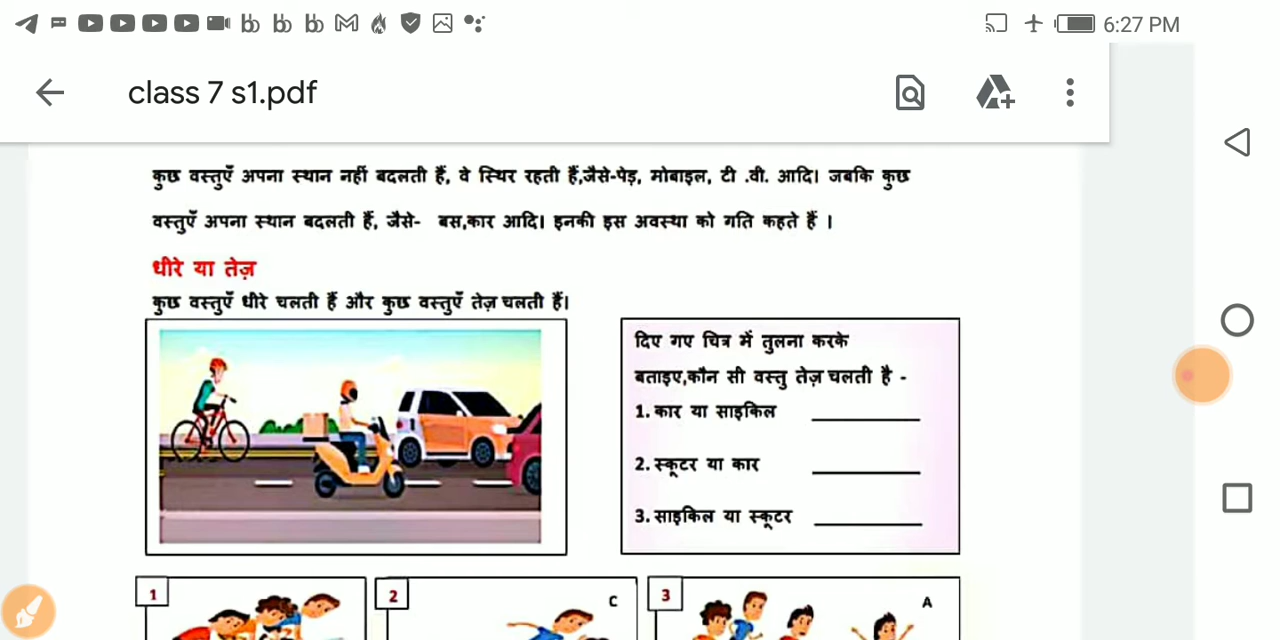 6:27 PM
class 7 s1.pdf
कुछ वस्तुएँ अपना स्थान नहीं बदलती हैं, वे स्थिर रहती हैं,जैसे-पेड़, मोबाइल, टी .वी. आदि। जबकि कुछ
वस्तुएँ अपना स्थान बदलती हैं, जैसे- बस,कार आदि। इनकी इस अवस्था को गति कहते हैं ।
धीरे या तेज़
कुछ वस्तुएँ धीरे चलती हैं और कुछ वस्तुएँ तेज़ चलती हैं।
दिए गए चित्र में तुलना करके
बताइए,कौन सी वस्तु तेज़ चलती है -
1. कार या साइकिल
2. स्कूटर या कार
3. साइकिल या स्कूटर
1
2
C
3
A